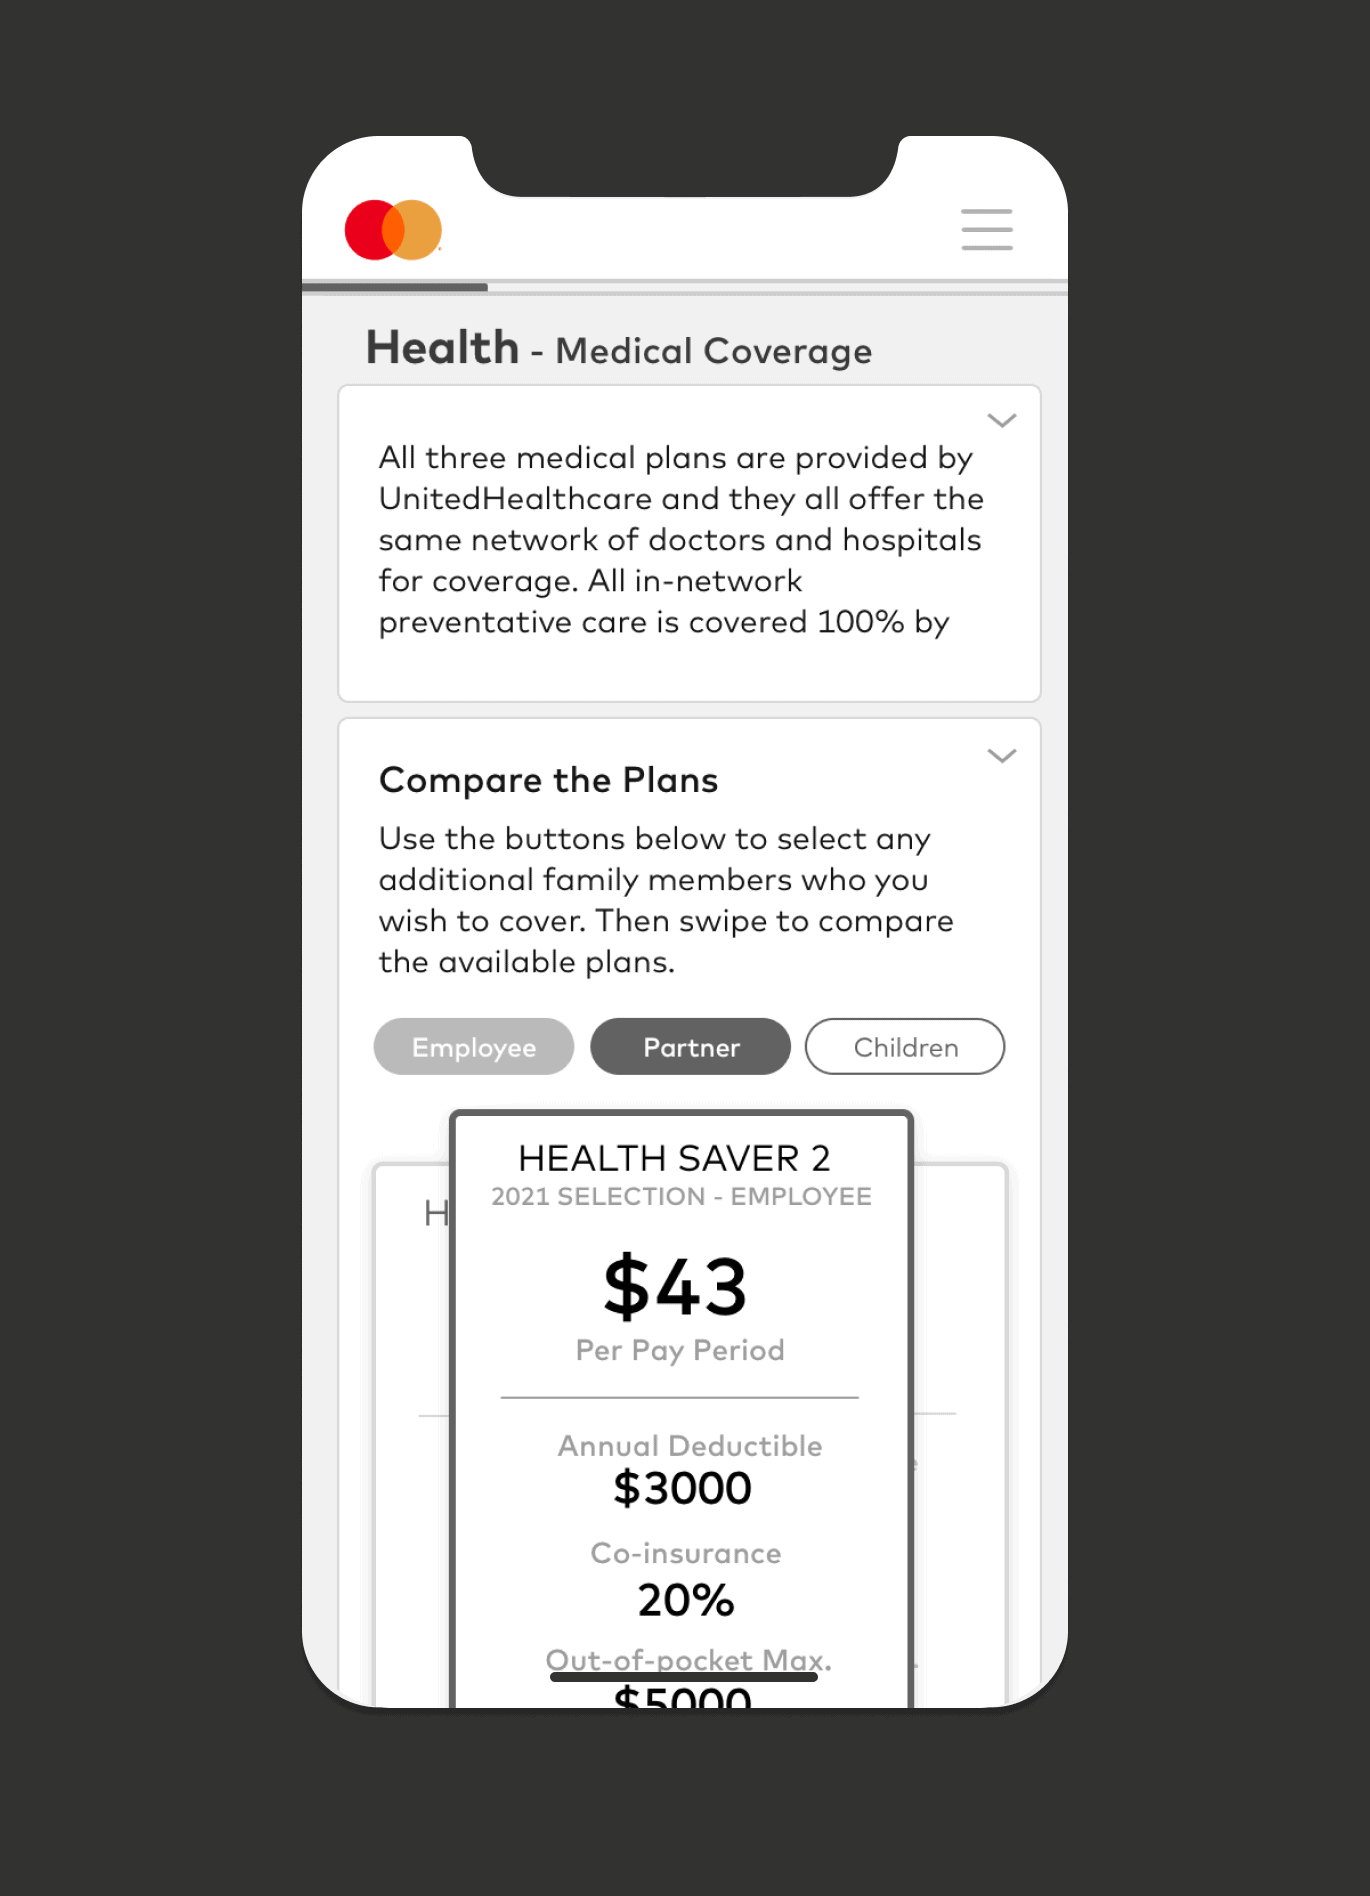 Health - Medical Coverage
All three medical plans are provided by
UnitedHealthcare and they all offer the
same network of doctors and hospitals
for coverage. All in-network
preventative care is covered 100% by
Compare the Plans
Use the buttons below to select any
additional family members who you
wish to cover. Then swipe to compare
the available plans.
Employee Partner Children
HEALTH SAVER 2
2021 SELECTION - EMPLOYEE
H
$43
Per Pay Period
Annual Deductible
$3000
Co-insurance
20%
Out-of-pocket Max.
$5000